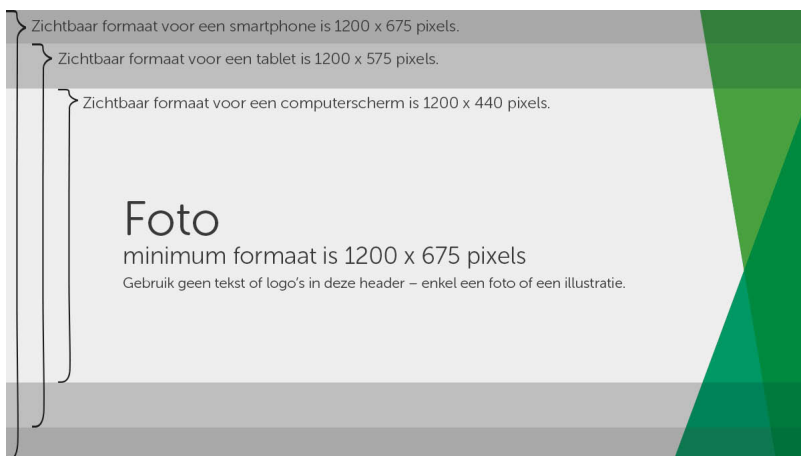 Zichtbaar formaat voor een smartphone is 1200 x 675 pixels.
Zichtbaar formaat voor een tablet is 1200 x 575 pixels.
Zichtbaar formaat voor een computerscherm is 1200 x 440 pixels.
Foto
minimum formaat is 1200 x 675 pixels
Gebruik geen tekst of logo’s in deze header – enkel een foto of een illustratie.